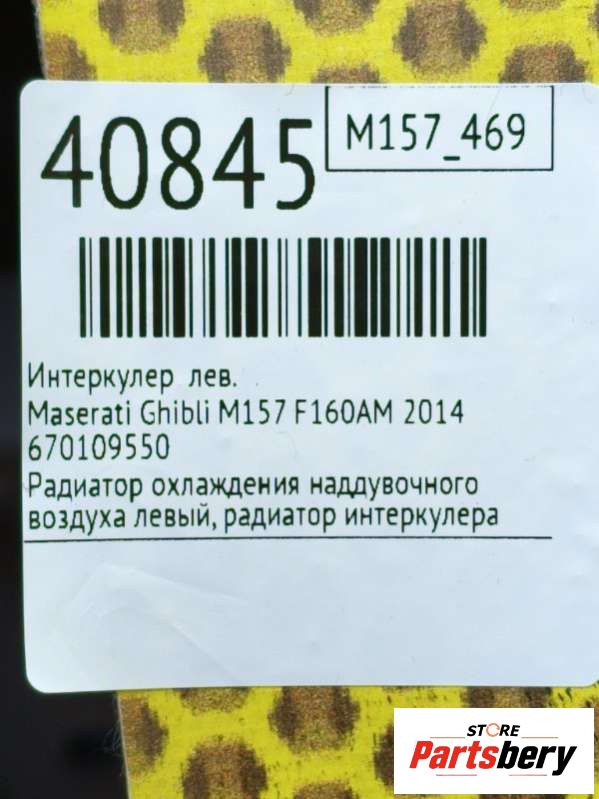 40845
M157_469
Интеркулер лев.
Maserati Ghibli M157 F160AM 2014
670109550
Радиатор охлаждения наддувочного
воздуха левый, радиатор интеркулера
STORE
Partsbery